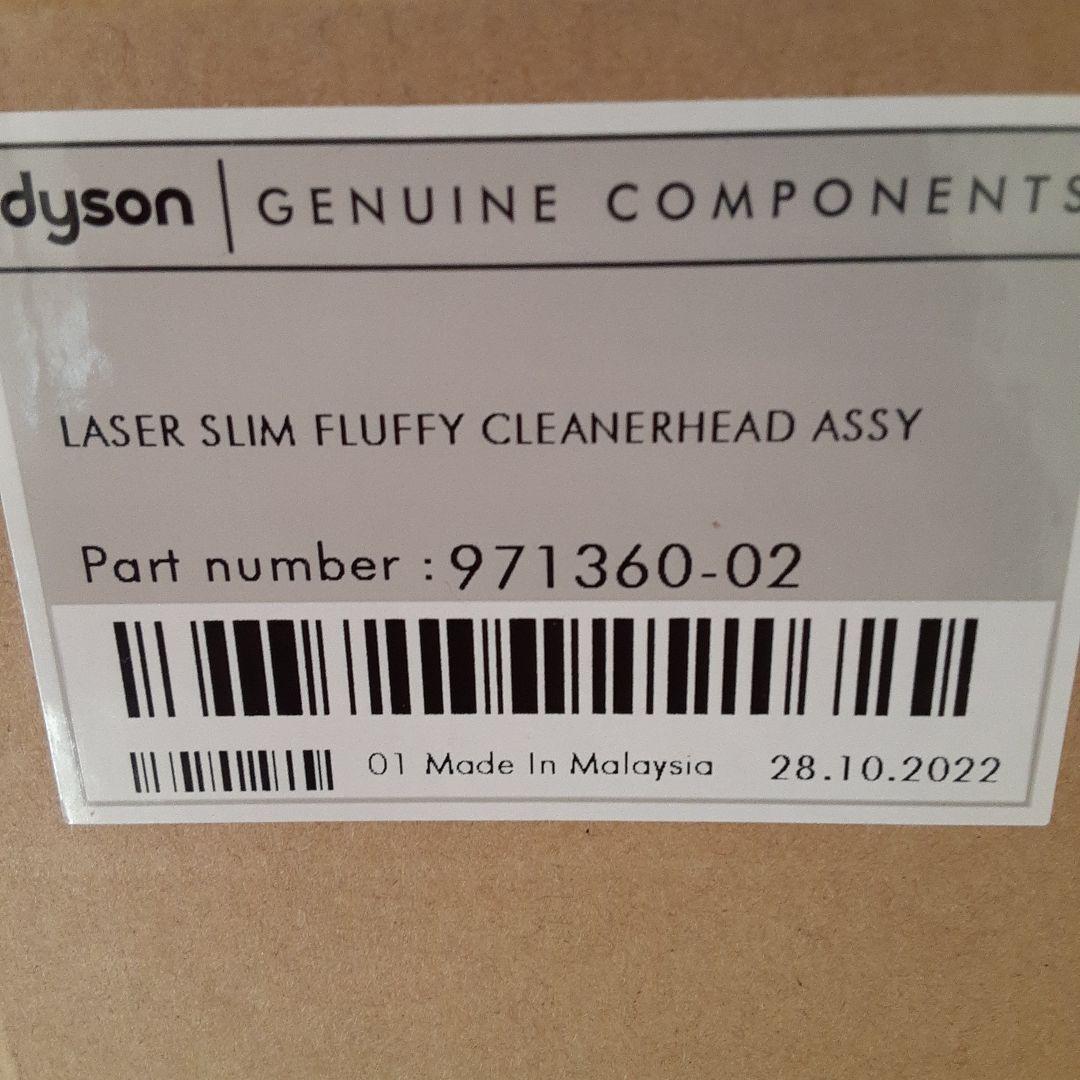 dyson | GENUINE COMPONENTS
LASER SLIM FLUFFY CLEANERHEAD ASSY
Part number : 971360-02
01 Made In Malaysia 28.10.2022